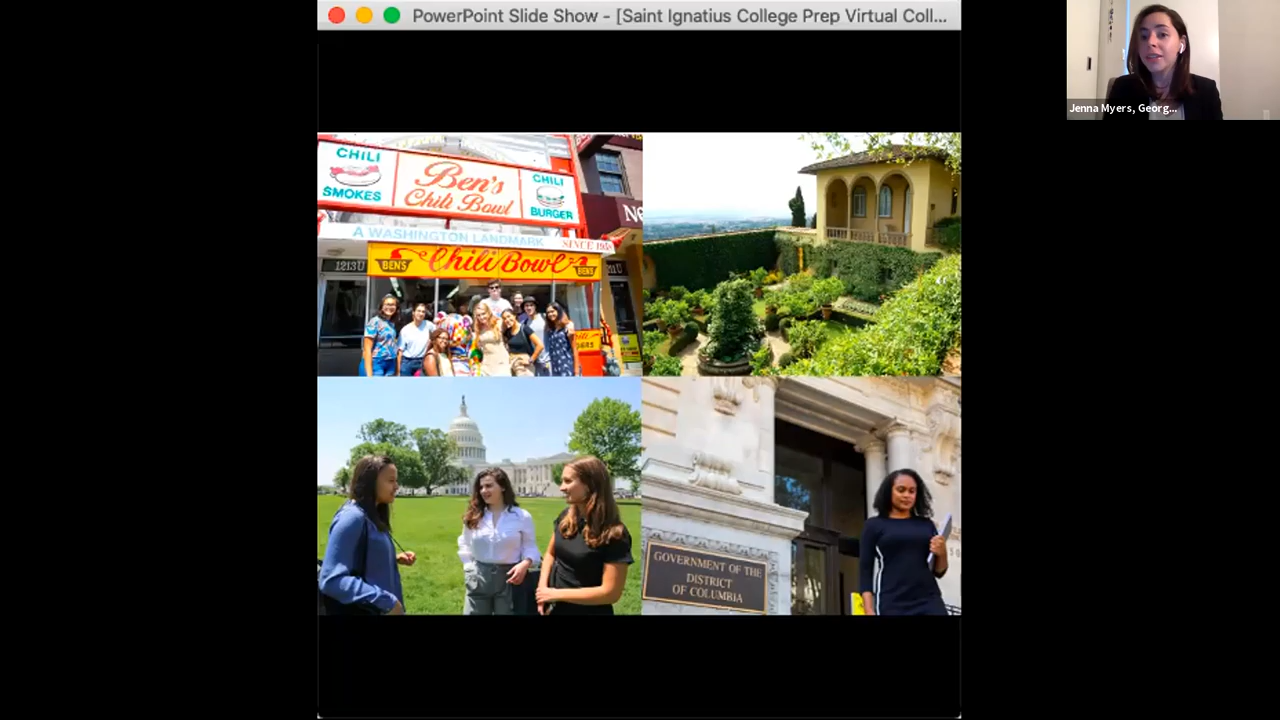 PowerPoint Slide Show - [Saint Ignatius College Prep Virtual Coll...
Jenna Myers, Georg...
CHILI
SMOKES
Ben's
Chili Bowl
CHILI
BURGER
A WASHINGTON LANDMARK
SINCE 1958
1213 U
BEN'S
Chili Bowl
BEN'S
GOVERNMENT OF THE
DISTRICT
OF COLUMBIA